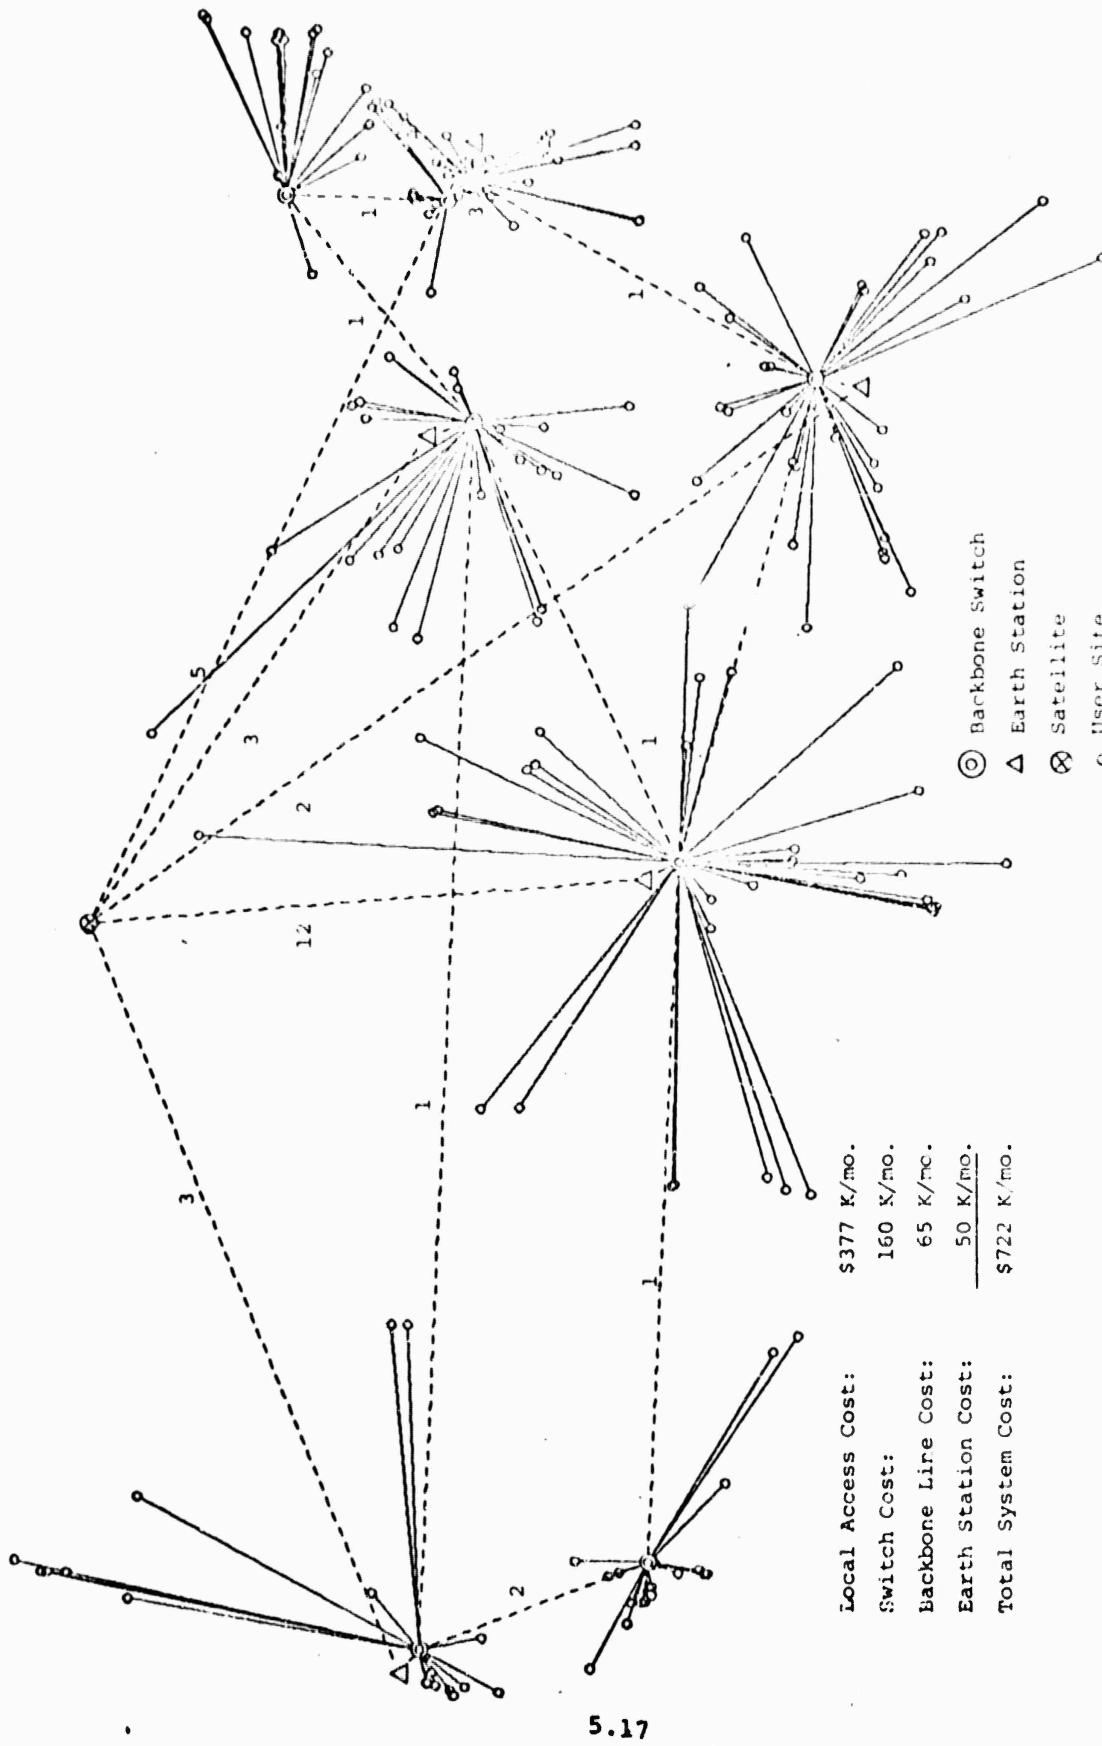 1
3
1
1
5
3
2
12
1
1
3
1
2
1
◎ Backbone Switch
△ Earth Station
⊗ Satellite
o User Site
Local Access Cost: $377 K/mo.
Switch Cost: 160 K/mo.
Backbone Line Cost: 65 K/mo.
Earth Station Cost: 50 K/mo.
Total System Cost: $722 K/mo.
5.17